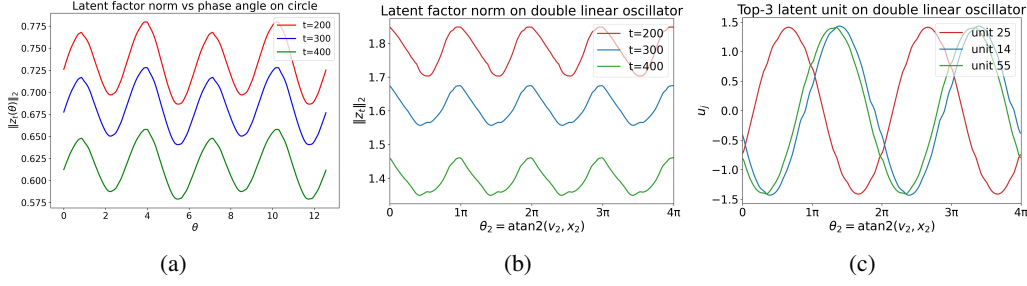 Latent factor norm vs phase angle on circle
t=200
t=300
t=400
‖z_t(θ)‖₂
0.775
0.750
0.725
0.700
0.675
0.650
0.625
0.600
0.575
0 2 4 6 8 10 12
θ
(a)
Latent factor norm on double linear oscillator
t=200
t=300
t=400
‖z_t‖₂
1.8
1.7
1.6
1.5
1.4
0 1π 2π 3π 4π
θ₂ = atan2(v₂, x₂)
(b)
Top-3 latent unit on double linear oscillator
unit 25
unit 14
unit 55
u_j
1.5
1.0
0.5
0.0
−0.5
−1.0
−1.5
0 1π 2π 3π 4π
θ₂ = atan2(v₂, x₂)
(c)